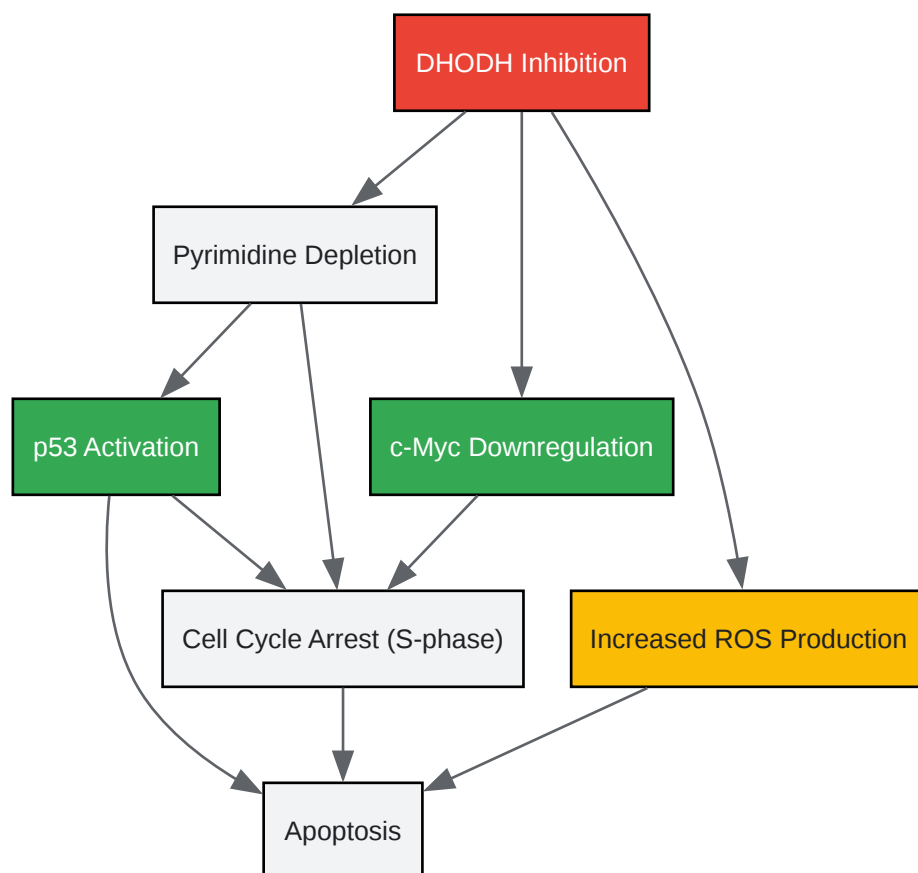 DHODH Inhibition
Pyrimidine Depletion
p53 Activation
c-Myc Downregulation
Cell Cycle Arrest (S-phase)
Increased ROS Production
Apoptosis